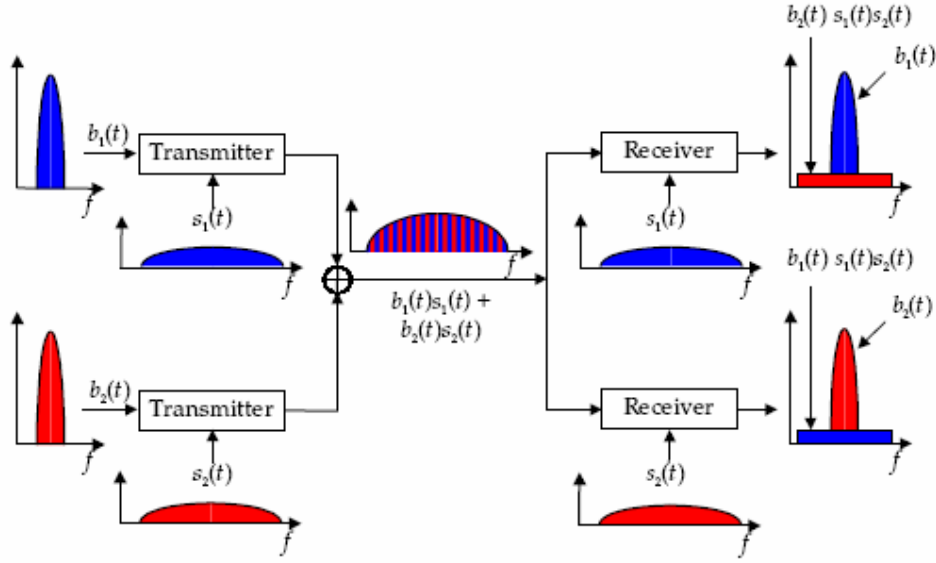 b₂(t) s₁(t)s₂(t)
b₁(t)
b₁(t)
Transmitter
Receiver
f
s₁(t)
f
s₁(t)
f
f
f
f
b₁(t)s₁(t) +
b₂(t)s₂(t)
b₁(t) s₁(t)s₂(t)
b₂(t)
b₂(t)
Transmitter
Receiver
f
s₂(t)
s₂(t)
f
f
f